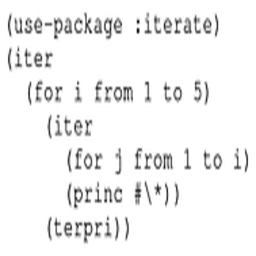 (use-package :iterate)
(iter
  (for i from 1 to 5)
    (iter
      (for j from 1 to i)
      (princ #\*))
    (terpri))